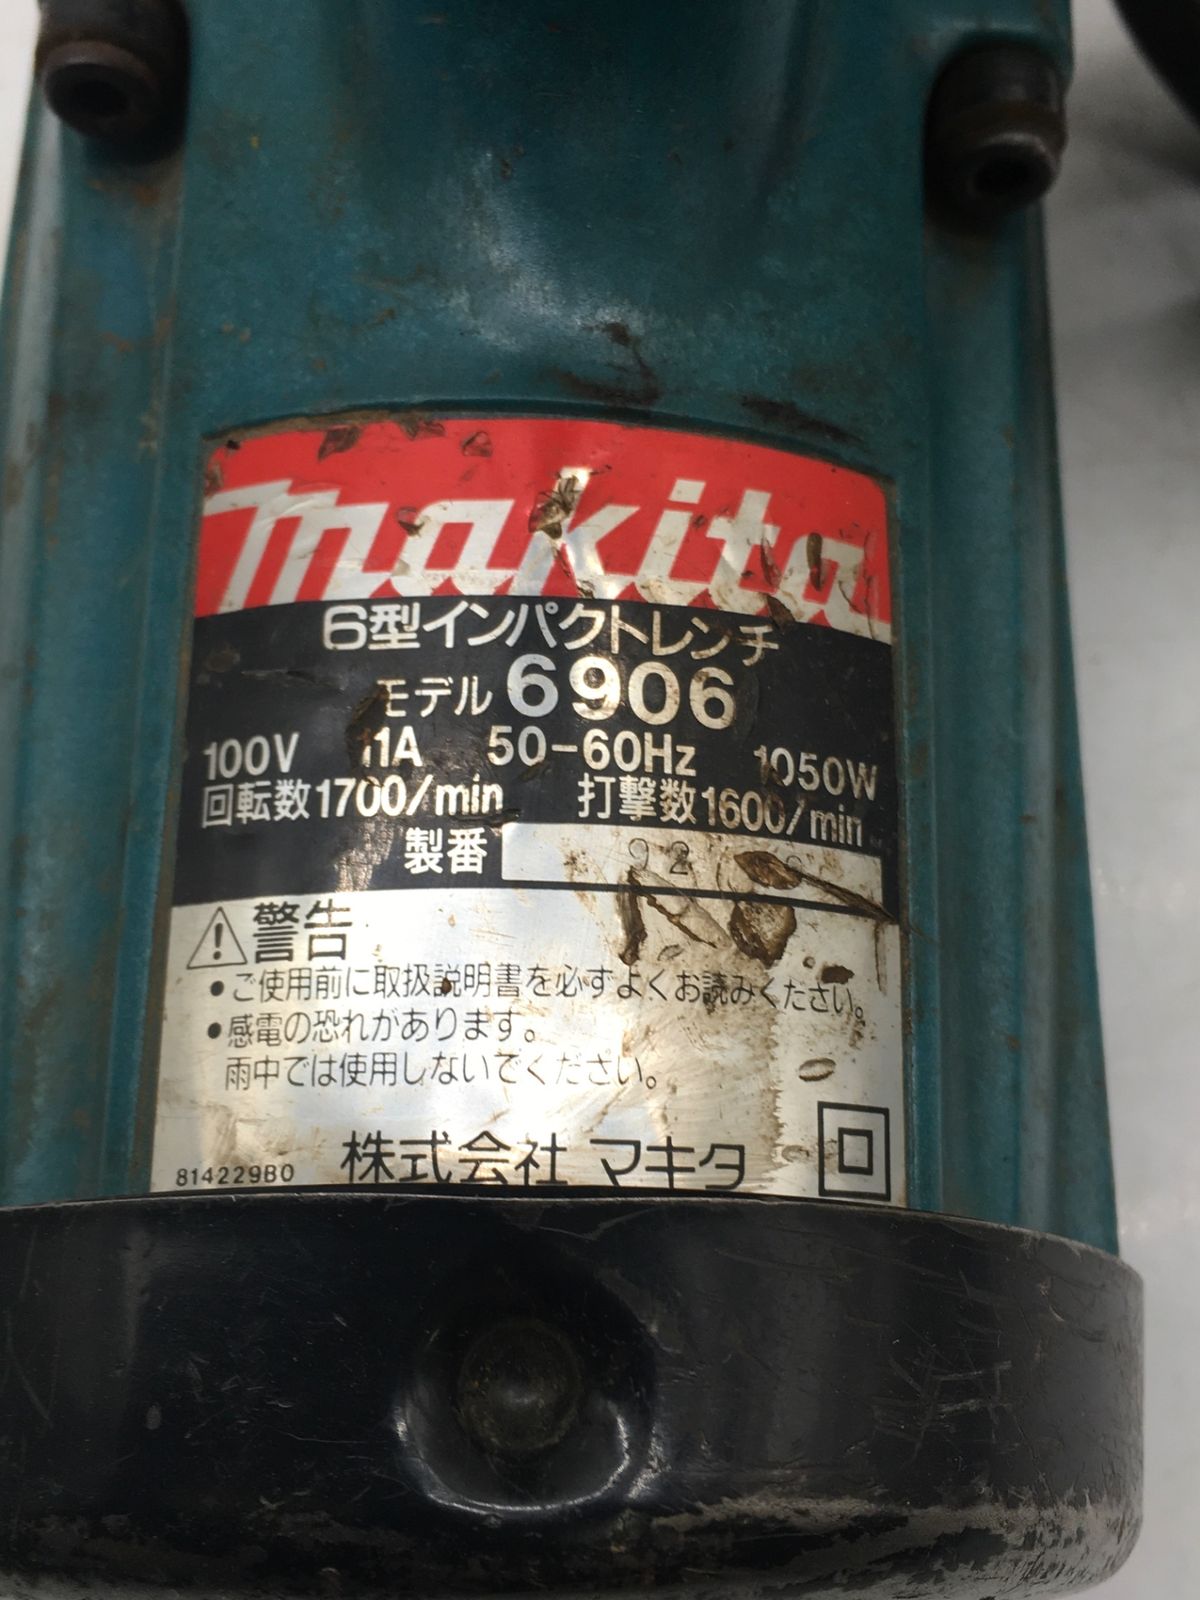 makita
6型インパクトレンチ
モデル 6906
100V 11A 50-60Hz 1050W
回転数1700/min 打撃数1600/min
製番 92
⚠警告
•ご使用前に取扱説明書を必ずよくお読みください。
•感電の恐れがあります。
雨中では使用しないでください。
814229B0 株式会社 マキタ